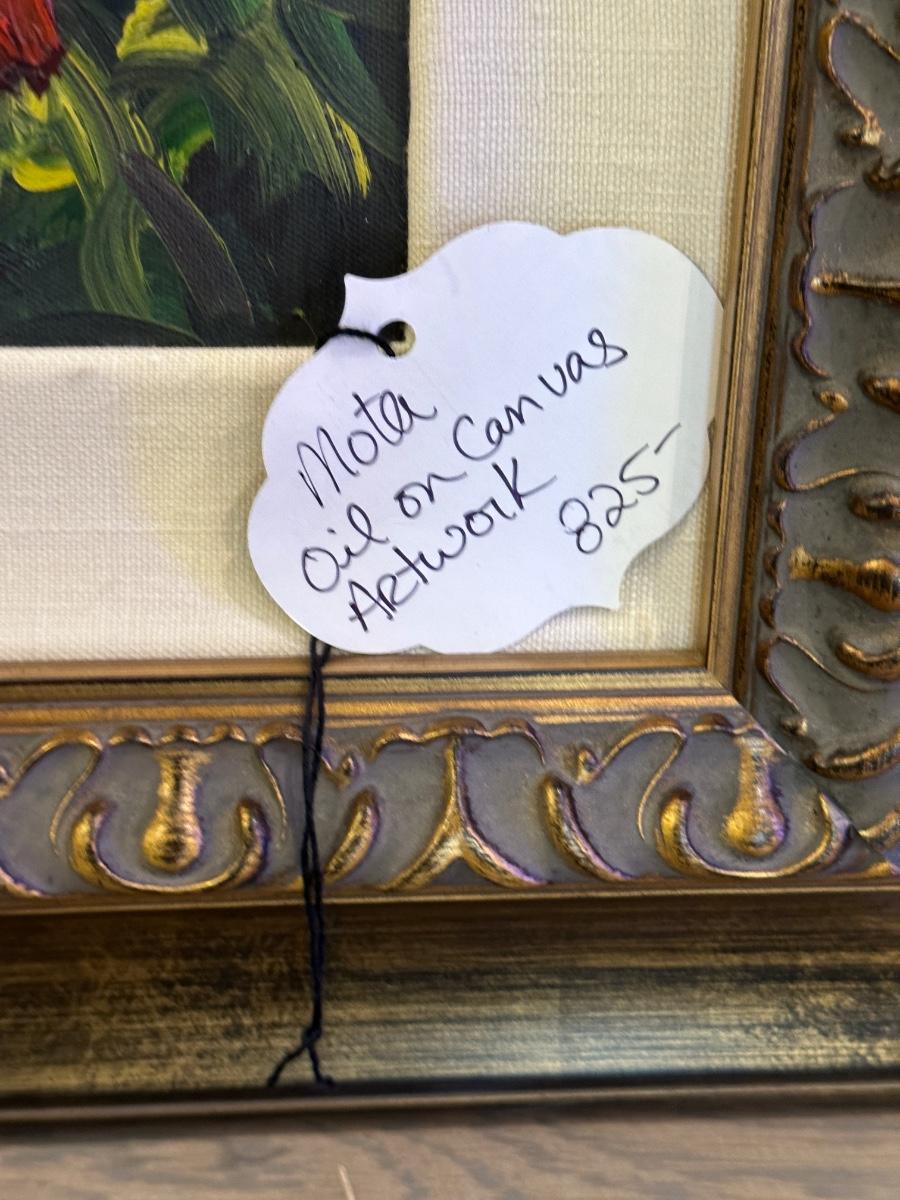 Mota
Oil on Canvas
Artwork
825-